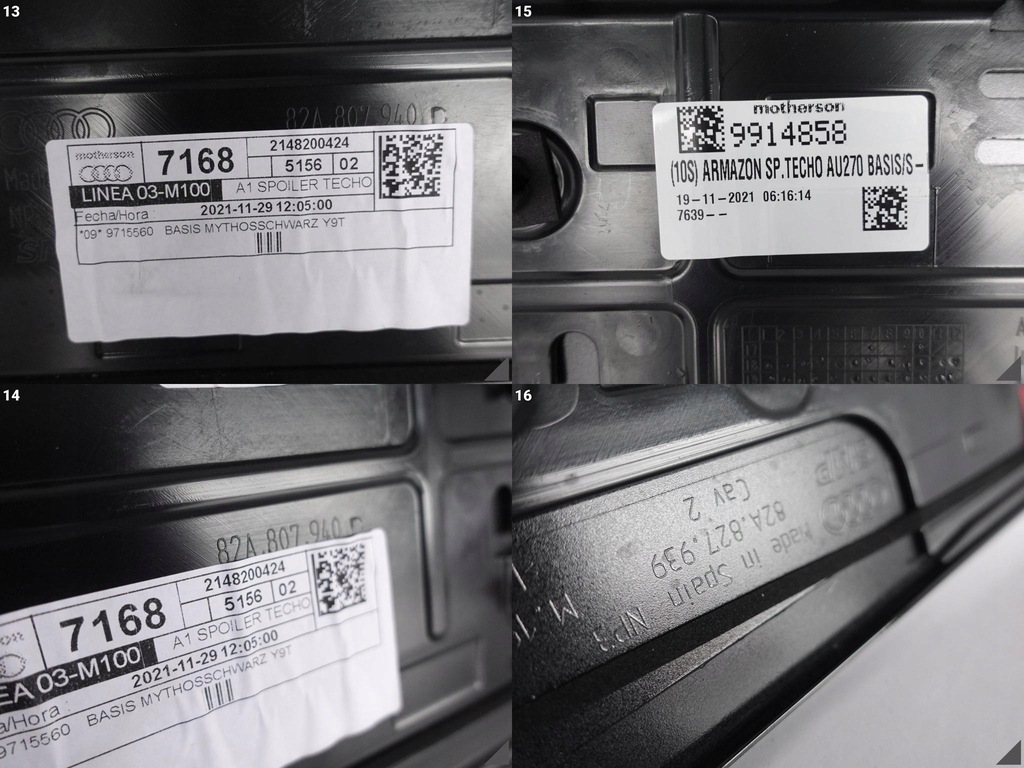 13
82A.807.940 D
motherson
7168
2148200424
5156 02
LINEA 03-M100
A1 SPOILER TECHO
Fecha/Hora :
2021-11-29 12:05:00
*09* 9715560 BASIS MYTHOSSCHWARZ Y9T
15
motherson
9914858
(10S) ARMAZON SP.TECHO AU270 BASIS/S-
19-11-2021 06:16:14
7639--
14
82A.807.940 D
7168
2148200424
5156 02
EA 03-M100
A1 SPOILER TECHO
a/Hora :
2021-11-29 12:05:00
9715560 BASIS MYTHOSSCHWARZ Y9T
16
Made in Spain
82A.827.939
Cav 2